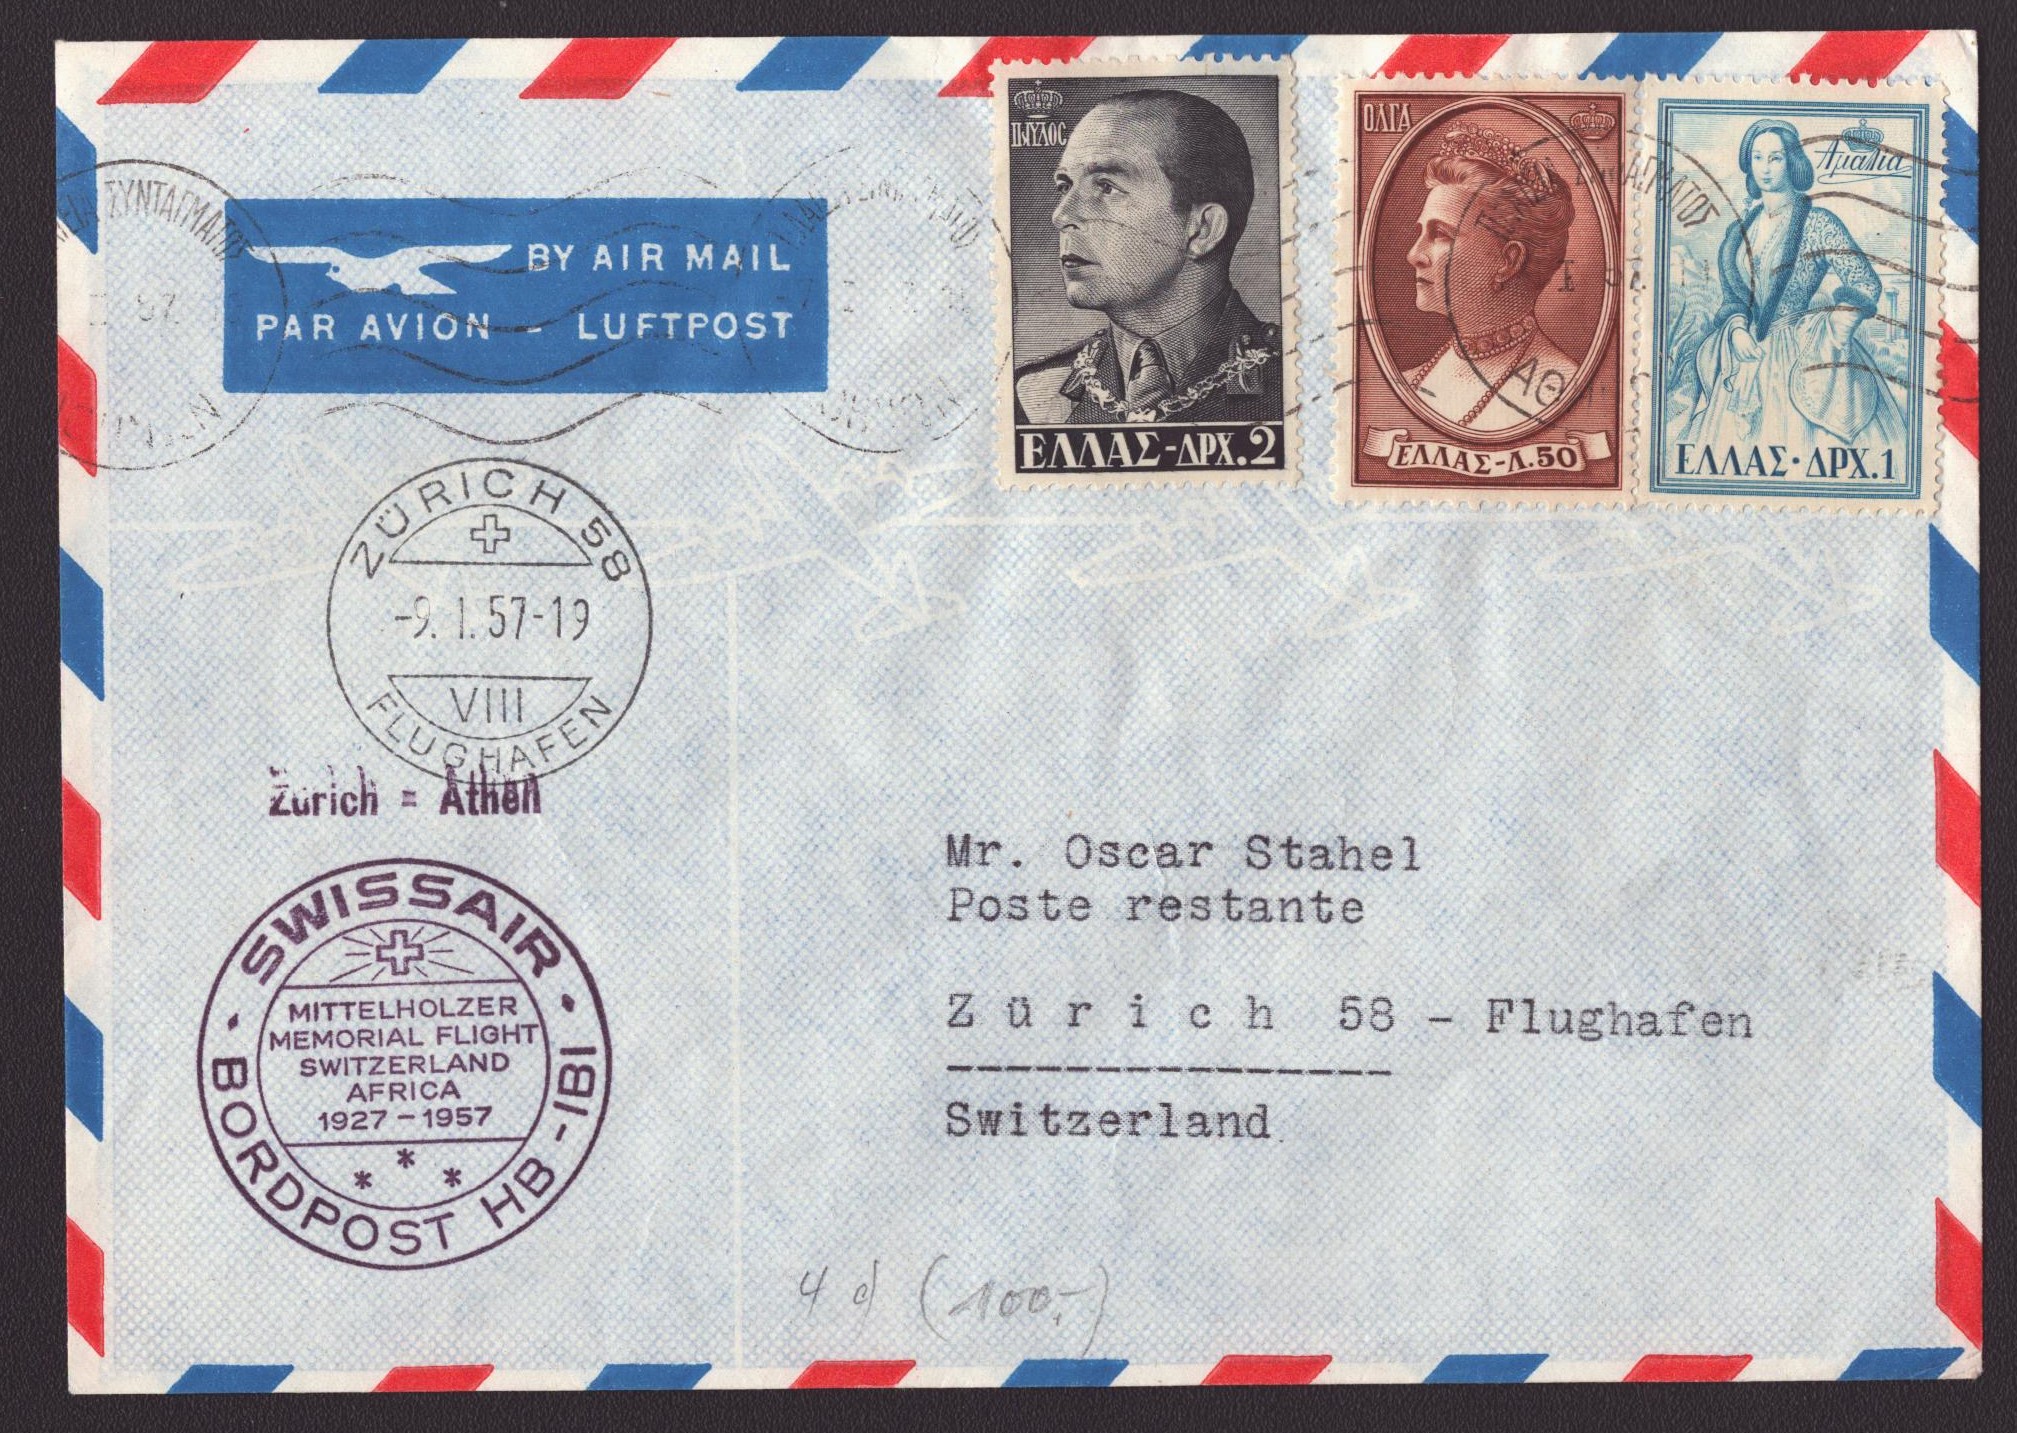 ΠΑΥΛΟΣ
ΕΛΛΑΣ-ΔΡΧ.2
ΟΛΓΑ
ΕΛΛΑΣ-Λ.50
Αμαλία
ΕΛΛΑΣ·ΔΡΧ.1
ΣΥΝΤΑΓΜΑΤΟΣ
57
BY AIR MAIL
PAR AVION – LUFTPOST
ZÜRICH 58
-9. I. 57-19
VIII
FLUGHAFEN
Zürich = Athen
SWISSAIR
MITTELHOLZER
MEMORIAL FLIGHT
SWITZERLAND
AFRICA
1927 – 1957
* * *
BORDPOST HB-IBI
Mr. Oscar Stahel
Poste restante
Zürich 58 - Flughafen
Switzerland
4 d (100,-)